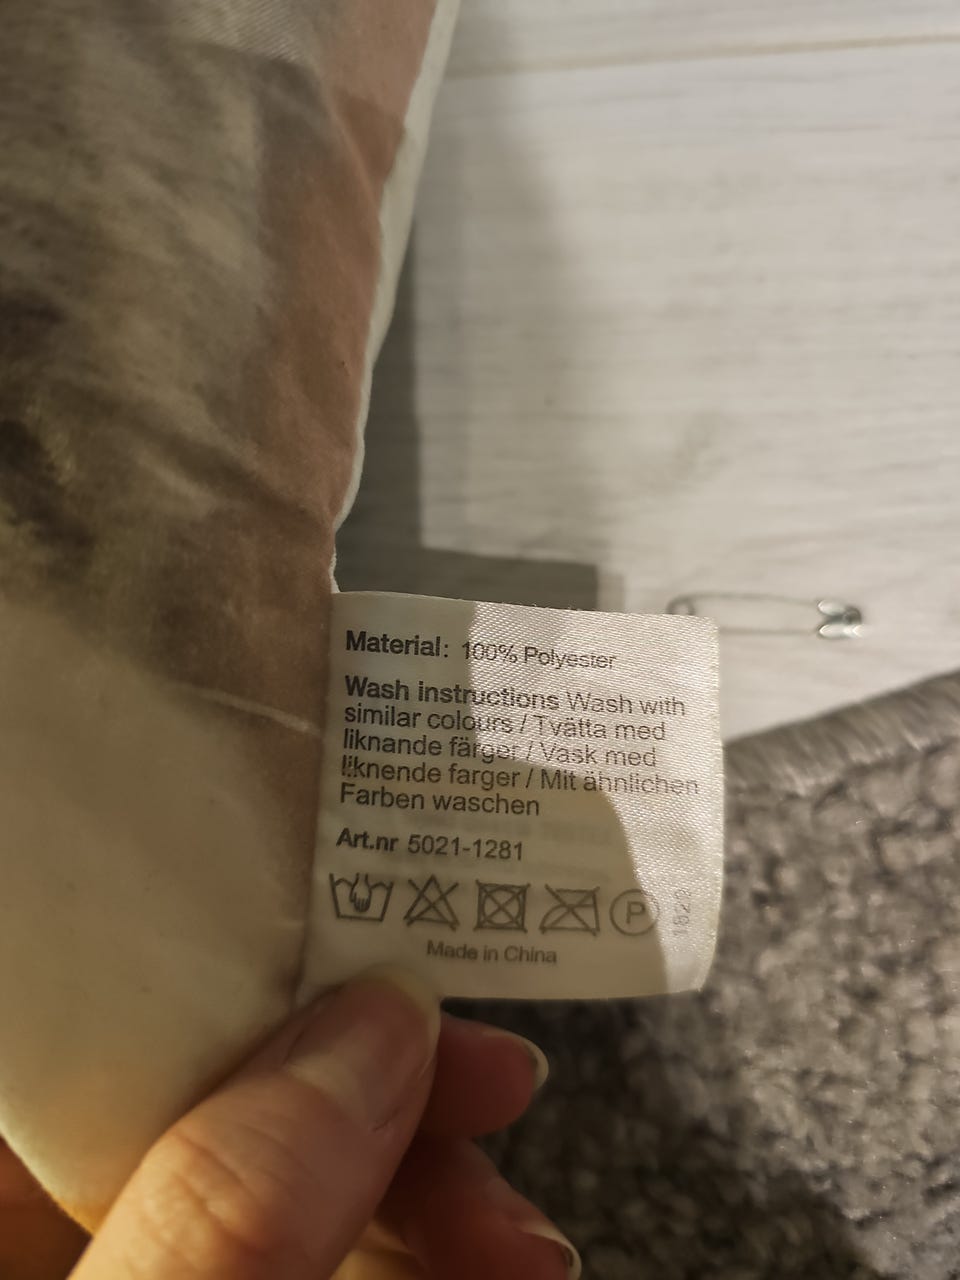 Material: 100% Polyester
Wash instructions Wash with
similar colours / Tvätta med
liknande färger / Vask med
liknende farger / Mit ähnlichen
Farben waschen
Art.nr 5021-1281
P
1823
Made in China